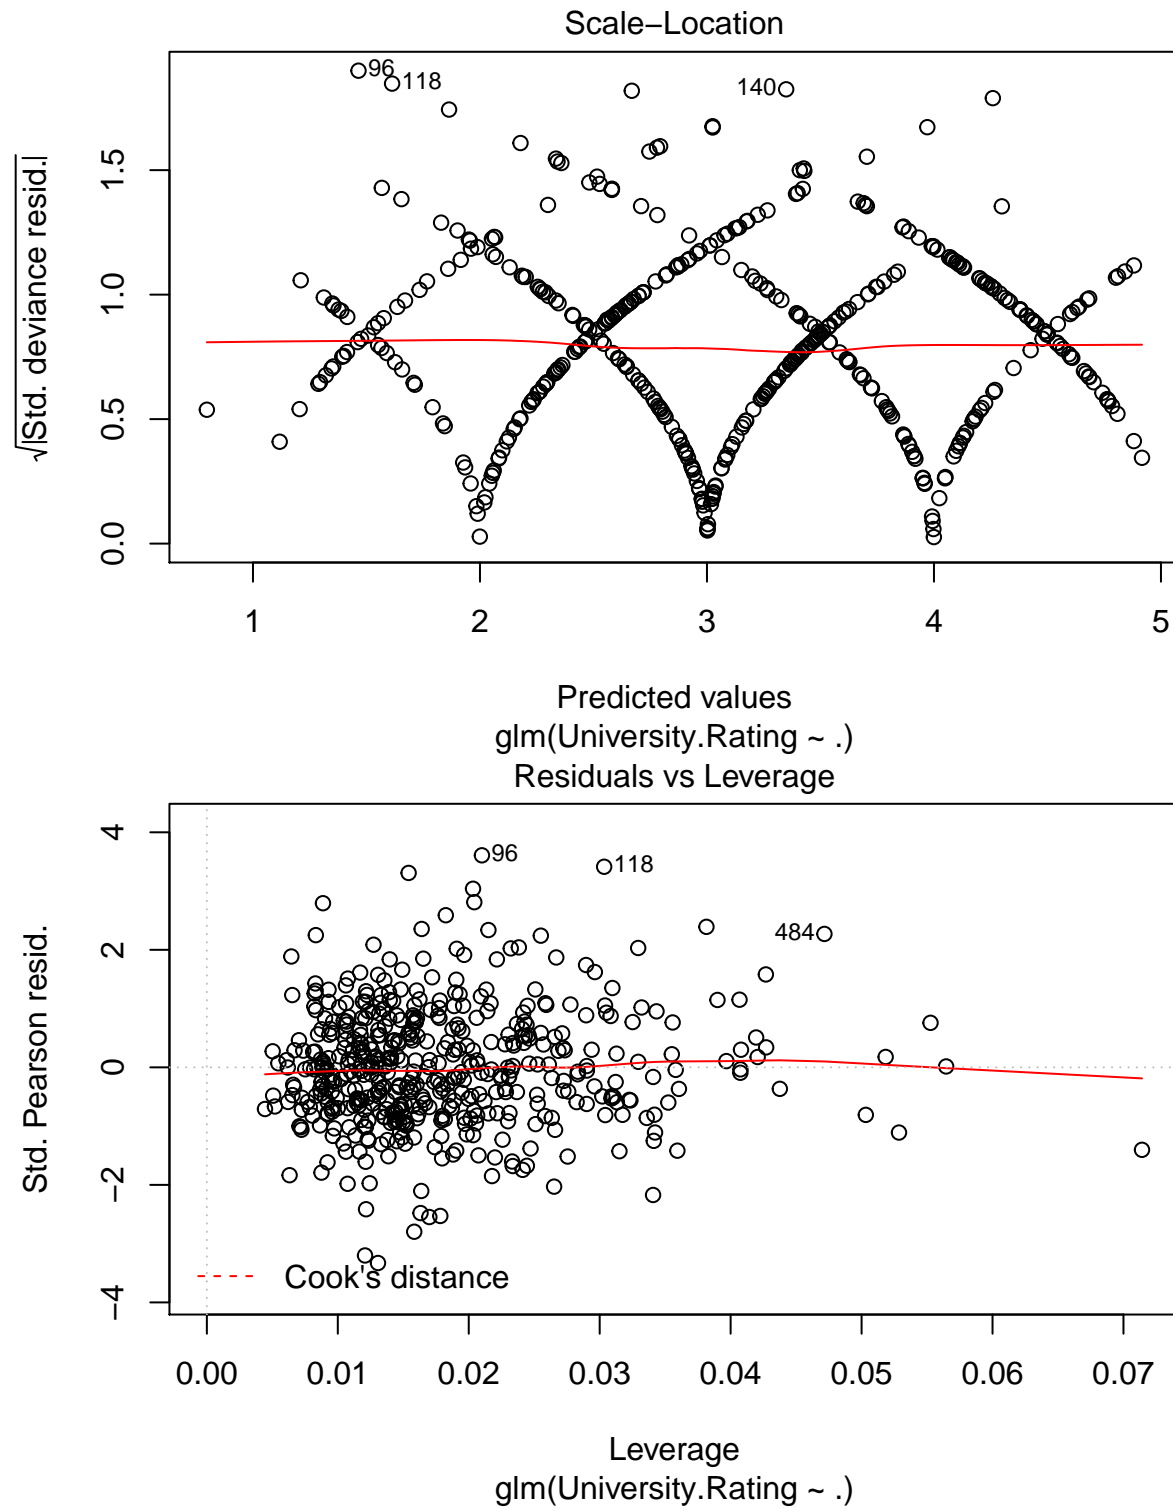 Scale−Location
96
118
140
√|Std. deviance resid.|
0.0 0.5 1.0 1.5
1 2 3 4 5
Predicted values
glm(University.Rating ~ .)
Residuals vs Leverage
96
118
484
Std. Pearson resid.
−4 −2 0 2 4
Cook's distance
0.00 0.01 0.02 0.03 0.04 0.05 0.06 0.07
Leverage
glm(University.Rating ~ .)